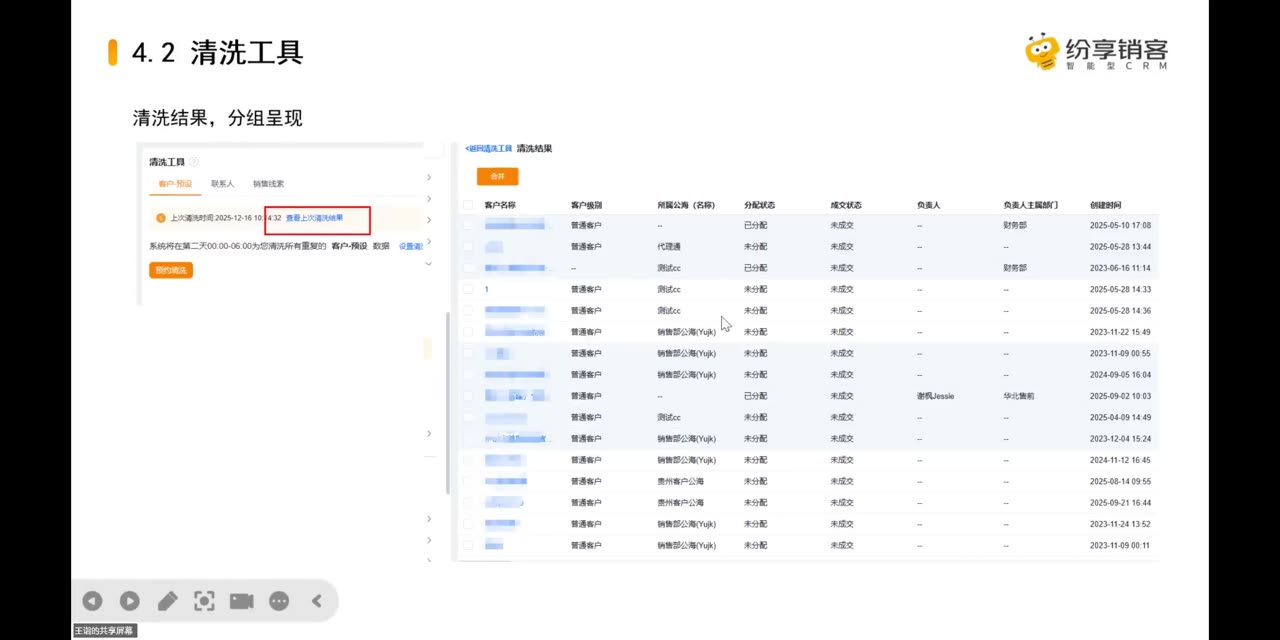 4.2 清洗工具
纷享销客
智能型CRM
清洗结果，分组呈现
清洗工具
客户-预设 联系人 销售线索
上次清洗时间 2025-12-16 10:14:32 查看上次清洗结果
系统将在第二天00:00-06:00为您清洗所有重复的 客户-预设 数据
预约清洗
<返回清洗工具 清洗结果
合并
客户名称 客户级别 所属公海（名称） 分配状态 成交状态 负责人 负责人主属部门 创建时间
普通客户 -- 已分配 未成交 -- 财务部 2025-05-10 17:08
普通客户 代理通 未分配 未成交 -- -- 2025-05-28 13:44
-- 测试cc 已分配 未成交 -- 财务部 2023-06-16 11:14
1 普通客户 测试cc 未分配 未成交 -- -- 2025-05-28 14:33
普通客户 测试cc 未分配 未成交 -- -- 2025-05-28 14:36
普通客户 销售部公海(Yujk) 未分配 未成交 -- -- 2023-11-22 15:49
普通客户 销售部公海(Yujk) 未分配 未成交 -- -- 2023-11-09 00:55
普通客户 销售部公海(Yujk) 未分配 未成交 -- -- 2024-09-05 16:04
普通客户 -- 已分配 未成交 谢枫Jessie 华北售前 2025-09-02 10:03
普通客户 测试cc 未分配 未成交 -- -- 2025-04-09 14:49
普通客户 销售部公海(Yujk) 未分配 未成交 -- -- 2023-12-04 15:24
普通客户 销售部公海(Yujk) 未分配 未成交 -- -- 2024-11-12 16:45
普通客户 贵州客户公海 未分配 未成交 -- -- 2025-08-14 09:55
普通客户 贵州客户公海 未分配 未成交 -- -- 2025-09-21 16:44
普通客户 销售部公海(Yujk) 未分配 未成交 -- -- 2023-11-24 13:52
普通客户 销售部公海(Yujk) 未分配 未成交 -- -- 2023-11-09 00:11
的共享屏幕